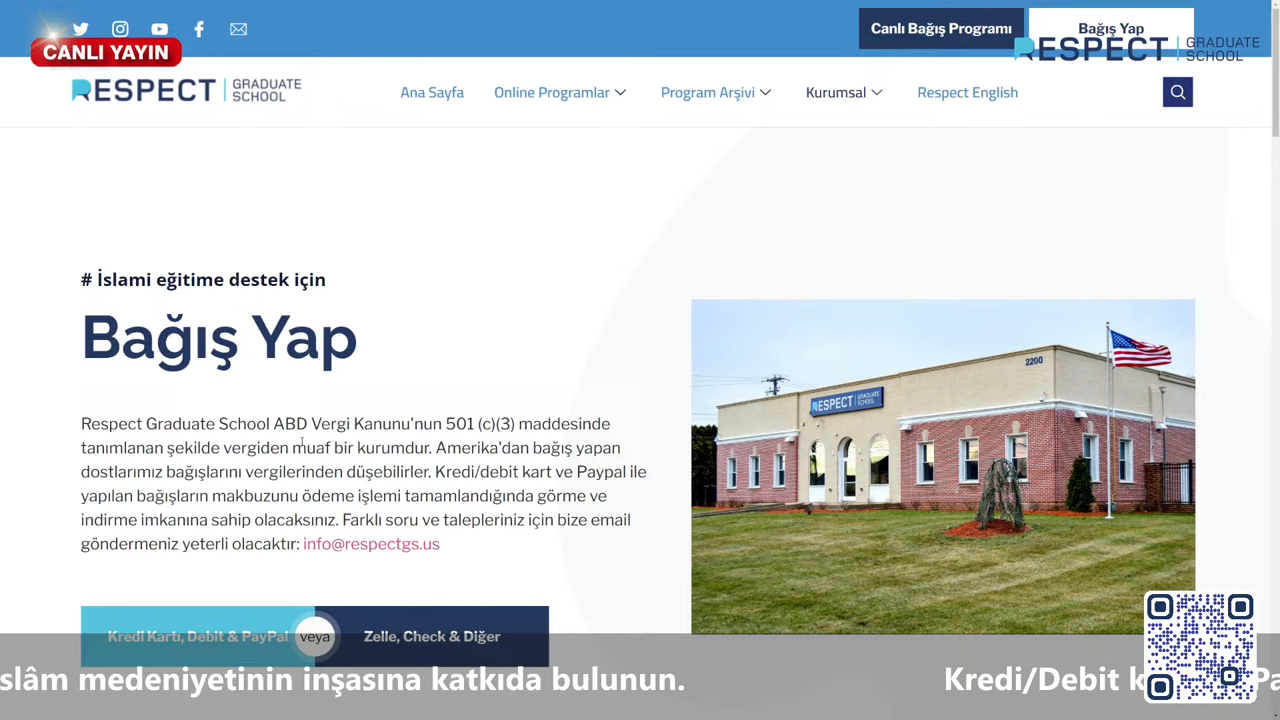 Canlı Bağış Programı
Bağış Yap
CANLI YAYIN
RESPECT GRADUATE SCHOOL
RESPECT GRADUATE SCHOOL
Ana Sayfa
Online Programlar
Program Arşivi
Kurumsal
Respect English
# İslami eğitime destek için
Bağış Yap
Respect Graduate School ABD Vergi Kanunu'nun 501 (c)(3) maddesinde
tanımlanan şekilde vergiden muaf bir kurumdur. Amerika'dan bağış yapan
dostlarımız bağışlarını vergilerinden düşebilirler. Kredi/debit kart ve Paypal ile
yapılan bağışların makbuzunu ödeme işlemi tamamlandığında görme ve
indirme imkanına sahip olacaksınız. Farklı soru ve talepleriniz için bize email
göndermeniz yeterli olacaktır: info@respectgs.us
2200
RESPECT GRADUATE SCHOOL
Kredi Kartı, Debit & PayPal
veya
Zelle, Check & Diğer
slâm medeniyetinin inşasına katkıda bulunun.
Kredi/Debit k